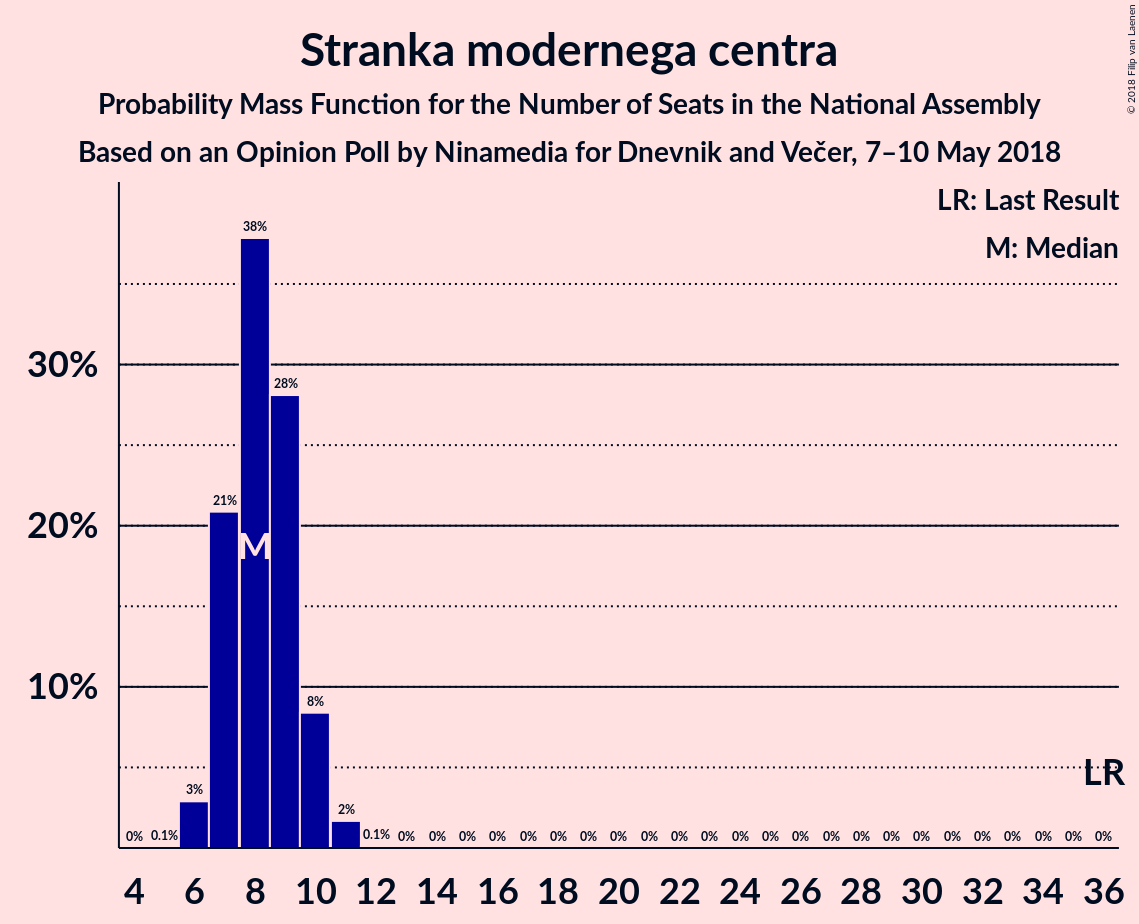 Stranka modernega centra
Probability Mass Function for the Number of Seats in the National Assembly
Based on an Opinion Poll by Ninamedia for Dnevnik and Večer, 7–10 May 2018
© 2018 Filip van Laenen
LR: Last Result
M: Median
38%
30%
28%
21%
20%
M
10%
8%
LR
3%
2%
0% 0.1% 0.1% 0% 0% 0% 0% 0% 0% 0% 0% 0% 0% 0% 0% 0% 0% 0% 0% 0% 0% 0% 0% 0% 0% 0% 0%
4 6 8 10 12 14 16 18 20 22 24 26 28 30 32 34 36